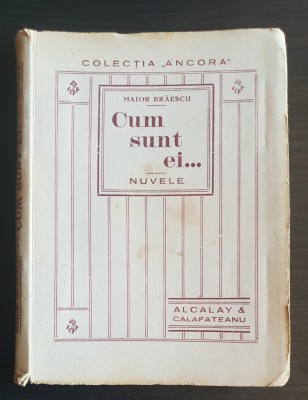 COLECȚIA „ANCORA"
MAIOR BRĂESCU
Cum
sunt
ei...
NUVELE
ALCALAY &
CALAFATEANU